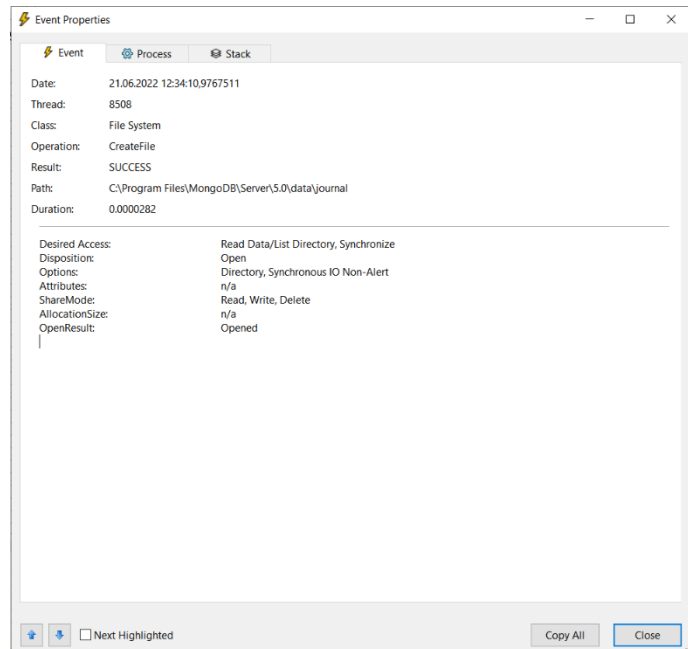 Event Properties
Event Process Stack
Date: 21.06.2022 12:34:10,9767511
Thread: 8508
Class: File System
Operation: CreateFile
Result: SUCCESS
Path: C:\Program Files\MongoDB\Server\5.0\data\journal
Duration: 0.0000282
Desired Access: Read Data/List Directory, Synchronize
Disposition: Open
Options: Directory, Synchronous IO Non-Alert
Attributes: n/a
ShareMode: Read, Write, Delete
AllocationSize: n/a
OpenResult: Opened
Next Highlighted Copy All Close